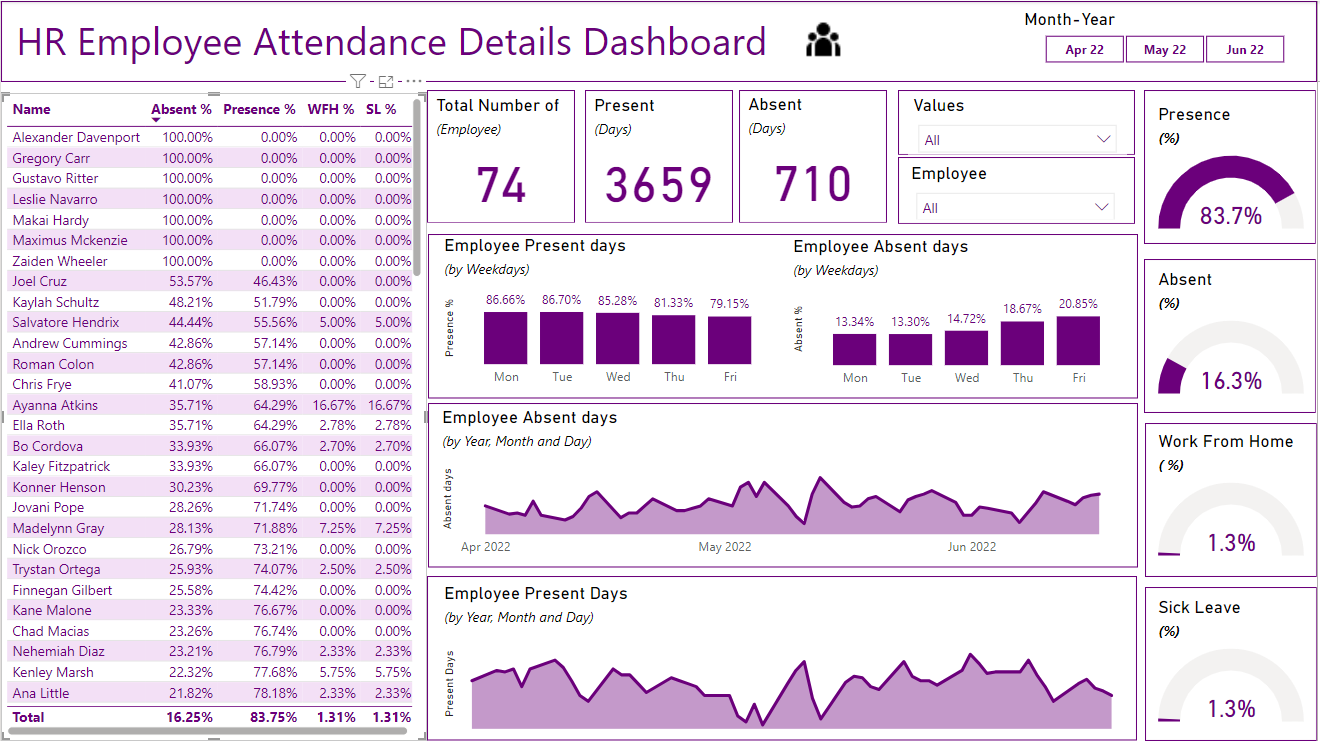 HR Employee Attendance Details Dashboard
Month-Year
Apr 22 May 22 Jun 22
Name Absent % Presence % WFH % SL %
Alexander Davenport 100.00% 0.00% 0.00% 0.00%
Gregory Carr 100.00% 0.00% 0.00% 0.00%
Gustavo Ritter 100.00% 0.00% 0.00% 0.00%
Leslie Navarro 100.00% 0.00% 0.00% 0.00%
Makai Hardy 100.00% 0.00% 0.00% 0.00%
Maximus Mckenzie 100.00% 0.00% 0.00% 0.00%
Zaiden Wheeler 100.00% 0.00% 0.00% 0.00%
Joel Cruz 53.57% 46.43% 0.00% 0.00%
Kaylah Schultz 48.21% 51.79% 0.00% 0.00%
Salvatore Hendrix 44.44% 55.56% 5.00% 5.00%
Andrew Cummings 42.86% 57.14% 0.00% 0.00%
Roman Colon 42.86% 57.14% 0.00% 0.00%
Chris Frye 41.07% 58.93% 0.00% 0.00%
Ayanna Atkins 35.71% 64.29% 16.67% 16.67%
Ella Roth 35.71% 64.29% 2.78% 2.78%
Bo Cordova 33.93% 66.07% 2.70% 2.70%
Kaley Fitzpatrick 33.93% 66.07% 0.00% 0.00%
Konner Henson 30.23% 69.77% 0.00% 0.00%
Jovani Pope 28.26% 71.74% 0.00% 0.00%
Madelynn Gray 28.13% 71.88% 7.25% 7.25%
Nick Orozco 26.79% 73.21% 0.00% 0.00%
Trystan Ortega 25.93% 74.07% 2.50% 2.50%
Finnegan Gilbert 25.58% 74.42% 0.00% 0.00%
Kane Malone 23.33% 76.67% 0.00% 0.00%
Chad Macias 23.26% 76.74% 0.00% 0.00%
Nehemiah Diaz 23.21% 76.79% 2.33% 2.33%
Kenley Marsh 22.32% 77.68% 5.75% 5.75%
Ana Little 21.82% 78.18% 2.33% 2.33%
Total 16.25% 83.75% 1.31% 1.31%
Total Number of
(Employee)
74
Present
(Days)
3659
Absent
(Days)
710
Values
All
Employee
All
Presence
(%)
83.7%
Employee Present days
(by Weekdays)
Presence %
86.66% 86.70% 85.28% 81.33% 79.15%
Mon Tue Wed Thu Fri
Employee Absent days
(by Weekdays)
Absent %
13.34% 13.30% 14.72% 18.67% 20.85%
Mon Tue Wed Thu Fri
Absent
(%)
16.3%
Employee Absent days
(by Year, Month and Day)
Absent days
Apr 2022 May 2022 Jun 2022
Work From Home
( %)
1.3%
Employee Present Days
(by Year, Month and Day)
Present Days
Sick Leave
(%)
1.3%